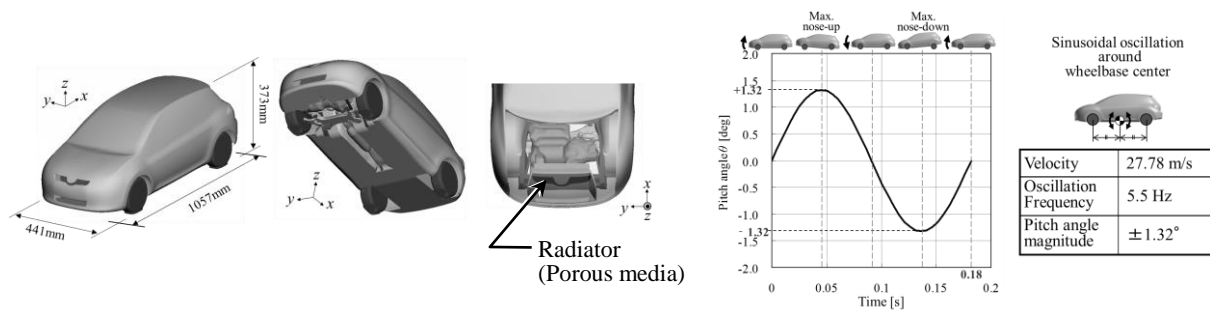 z
y
x
373mm
1057mm
441mm
z
y
x
x
y
z
Radiator
(Porous media)
Max.
nose-up
Max.
nose-down
2.0
1.5
+1.32
1.0
0.5
0.0
-0.5
-1.0
- 1.32
-1.5
-2.0
Pitch angle θ [deg]
0
0.05
0.1
0.15
0.18
0.2
Time [s]
Sinusoidal oscillation
around
wheelbase center
Velocity 27.78 m/s
Oscillation
Frequency 5.5 Hz
Pitch angle
magnitude ±1.32°